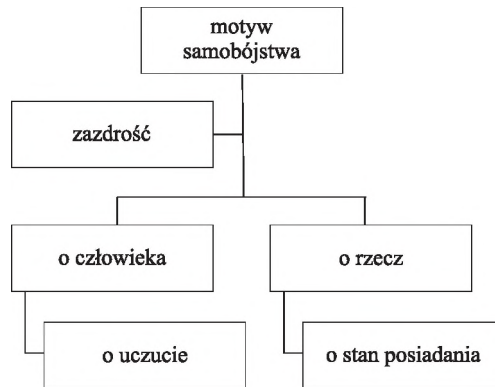 motyw
samobójstwa
zazdrość
o człowieka
o rzecz
o uczucie
o stan posiadania